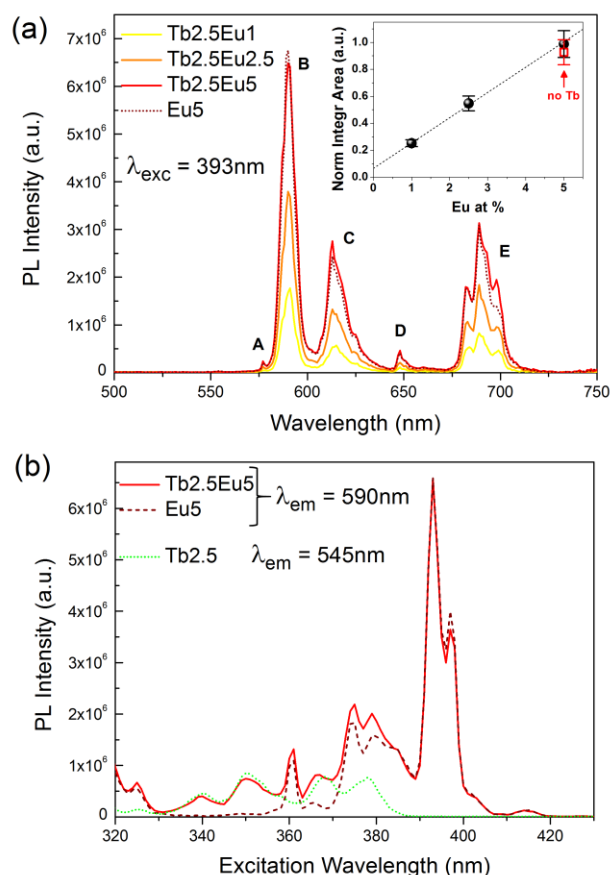 (a)
Tb2.5Eu1
Tb2.5Eu2.5
Tb2.5Eu5
Eu5
λexc = 393nm
PL Intensity (a.u.)
7x10⁶
6x10⁶
5x10⁶
4x10⁶
3x10⁶
2x10⁶
1x10⁶
0
A
B
C
D
E
500 550 600 650 700 750
Wavelength (nm)
Norm Integr Area (a.u.)
1.0
0.8
0.6
0.4
0.2
0.0
no Tb
0 1 2 3 4 5
Eu at %
(b)
Tb2.5Eu5
Eu5
λem = 590nm
Tb2.5 λem = 545nm
PL Intensity (a.u.)
6x10⁶
5x10⁶
4x10⁶
3x10⁶
2x10⁶
1x10⁶
0
320 340 360 380 400 420
Excitation Wavelength (nm)